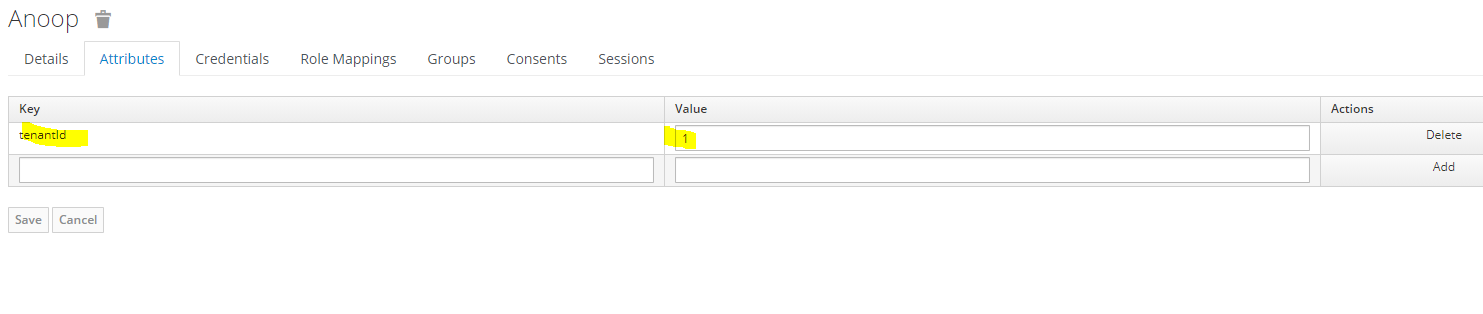 Anoop
Details Attributes Credentials Role Mappings Groups Consents Sessions
Key Value Actions
tenantId 1 Delete
Add
Save Cancel